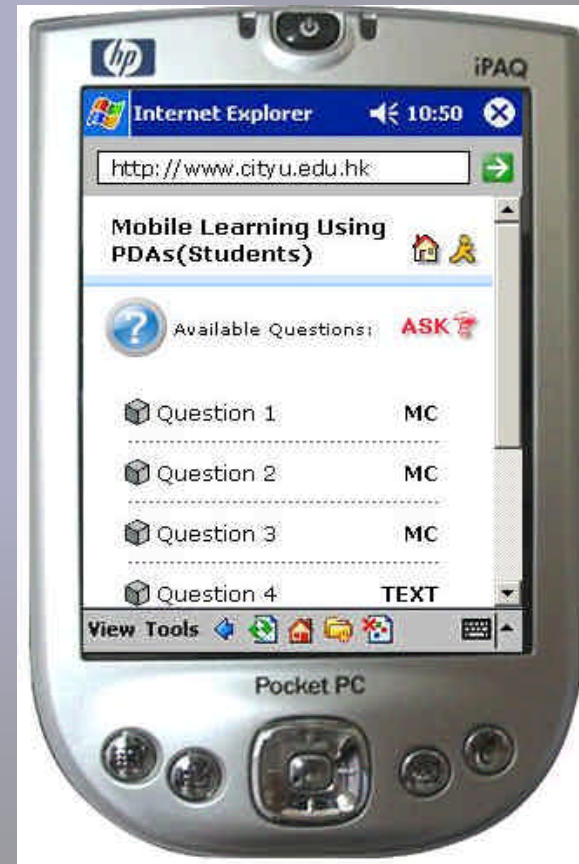 hp
iPAQ
Internet Explorer 10:50
http://www.cityu.edu.hk
Mobile Learning Using
PDAs(Students)
Available Questions: ASK
Question 1 MC
Question 2 MC
Question 3 MC
Question 4 TEXT
View Tools
Pocket PC